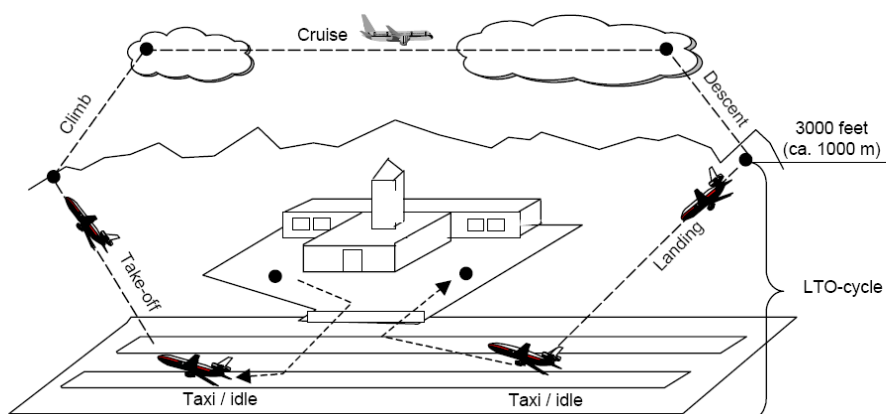 Cruise
Climb
Descent
3000 feet
(ca. 1000 m)
Take-off
Landing
LTO-cycle
Taxi / idle
Taxi / idle